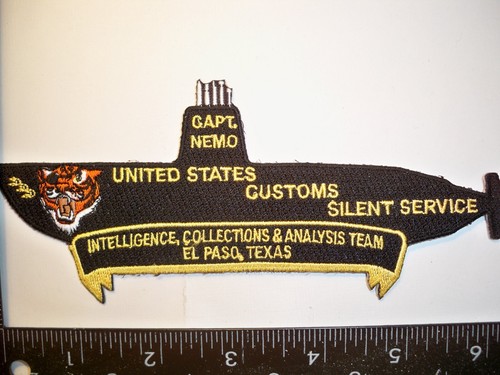 CAPT.
NEMO
UNITED STATES
CUSTOMS
SILENT SERVICE
INTELLIGENCE, COLLECTIONS & ANALYSIS TEAM
EL PASO, TEXAS
1 2 3 4 5 6